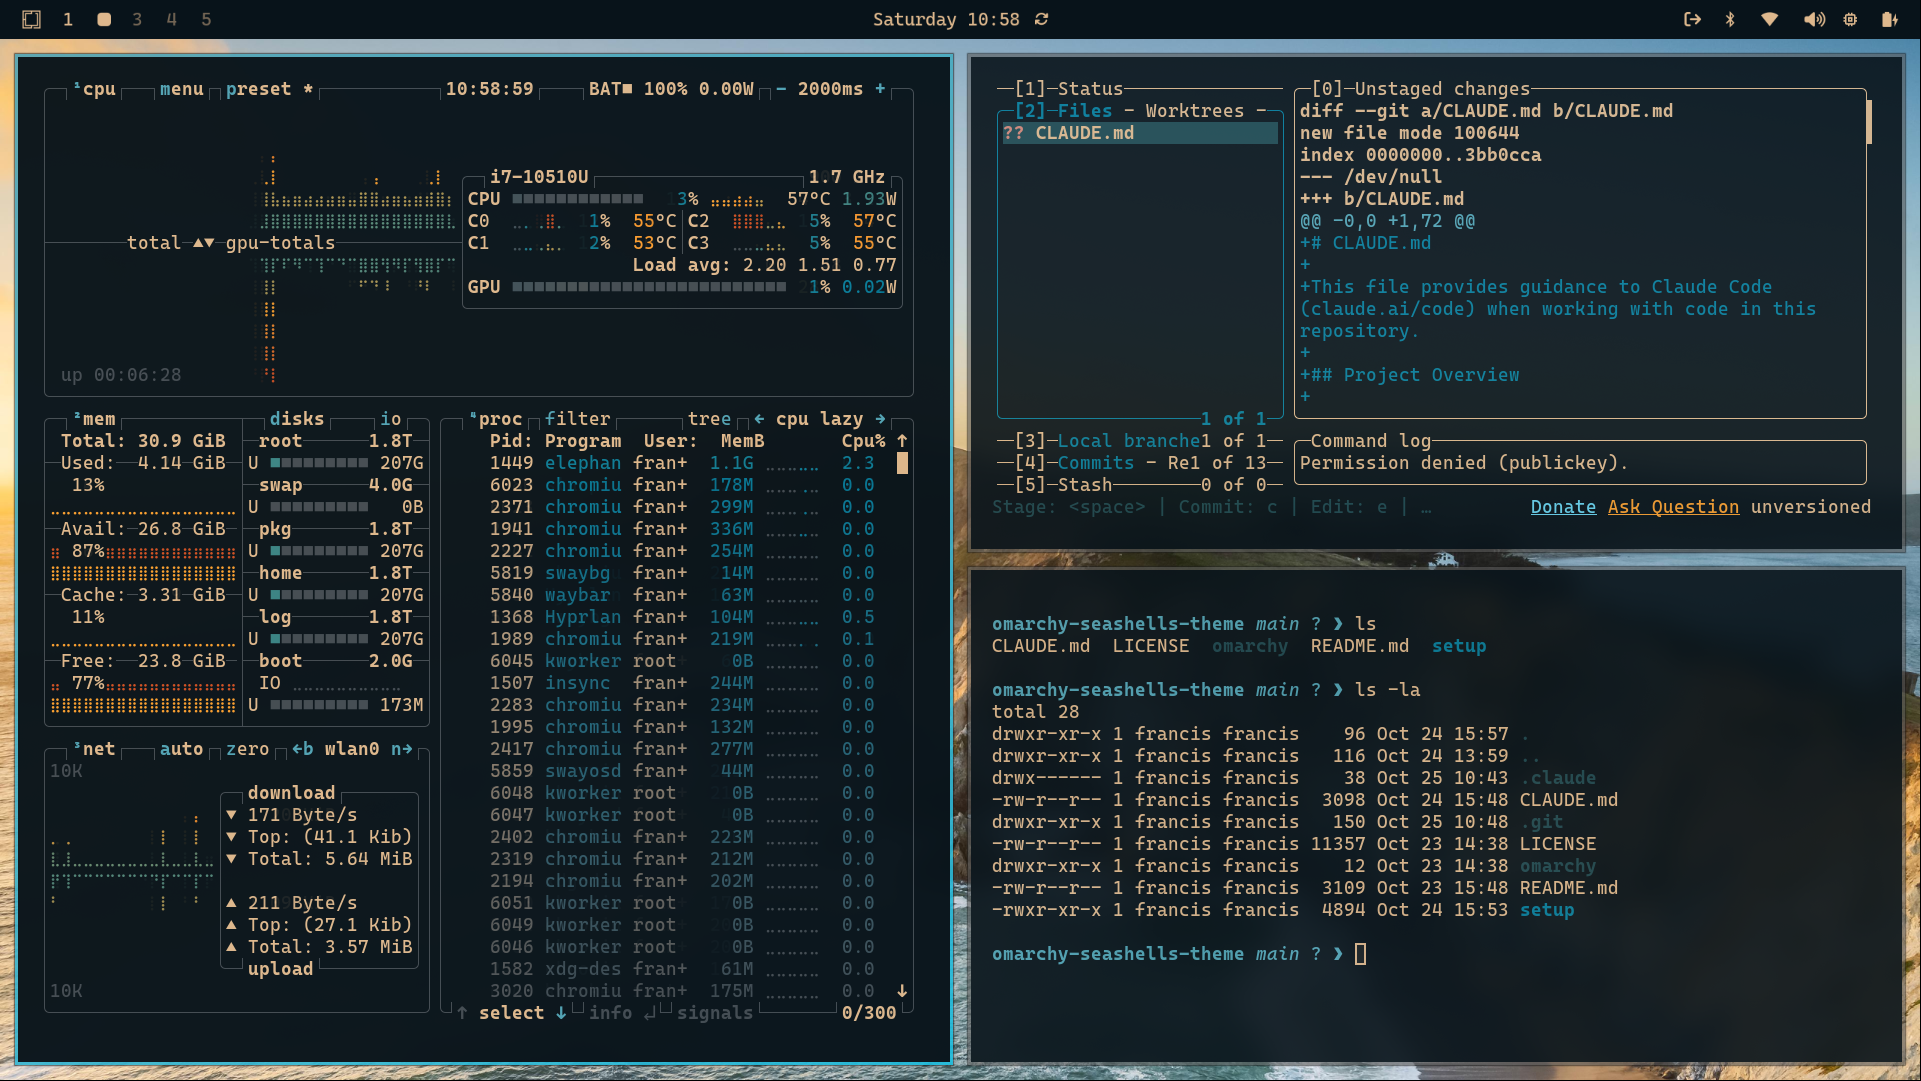 1 3 4 5
Saturday 10:58
¹cpu menu preset * 10:58:59 BAT■ 100% 0.00W - 2000ms +
i7-10510U 1.7 GHz
CPU 3% 57°C 1.93W
C0 1% 55°C C2 5% 57°C
C1 2% 53°C C3 5% 55°C
Load avg: 2.20 1.51 0.77
GPU 1% 0.02W
total ▲▼ gpu-totals
up 00:06:28
²mem disks io
Total: 30.9 GiB root 1.8T
Used: 4.14 GiB U 207G
13% swap 4.0G
U 0B
Avail: 26.8 GiB pkg 1.8T
87% U 207G
home 1.8T
Cache: 3.31 GiB U 207G
11% log 1.8T
U 207G
Free: 23.8 GiB boot 2.0G
77% IO
U 173M
³net auto zero ←b wlan0 n→
10K
download
▼ 171 Byte/s
▼ Top: (41.1 Kib)
▼ Total: 5.64 MiB
▲ 211 Byte/s
▲ Top: (27.1 Kib)
▲ Total: 3.57 MiB
upload
10K
⁴proc filter tree ← cpu lazy →
Pid: Program User: MemB Cpu% ↑
1449 elephan fran+ 1.1G 2.3
6023 chromiu fran+ 178M 0.0
2371 chromiu fran+ 299M 0.0
1941 chromiu fran+ 336M 0.0
2227 chromiu fran+ 254M 0.0
5819 swaybg fran+ 14M 0.0
5840 waybar fran+ 63M 0.0
1368 Hyprlan fran+ 104M 0.5
1989 chromiu fran+ 219M 0.1
6045 kworker root 0B 0.0
1507 insync fran+ 244M 0.0
2283 chromiu fran+ 234M 0.0
1995 chromiu fran+ 132M 0.0
2417 chromiu fran+ 277M 0.0
5859 swayosd fran+ 44M 0.0
6048 kworker root 0B 0.0
6047 kworker root 0B 0.0
2402 chromiu fran+ 223M 0.0
2319 chromiu fran+ 212M 0.0
2194 chromiu fran+ 202M 0.0
6051 kworker root 0B 0.0
6049 kworker root 0B 0.0
6046 kworker root 0B 0.0
1582 xdg-des fran+ 61M 0.0
3020 chromiu fran+ 175M 0.0 ↓
↑ select ↓ info ↲ signals 0/300
[1]─Status
[2]─Files - Worktrees -
?? CLAUDE.md
1 of 1
[3]─Local branche1 of 1
[4]─Commits - Re1 of 13
[5]─Stash 0 of 0
[0]─Unstaged changes
diff --git a/CLAUDE.md b/CLAUDE.md
new file mode 100644
index 0000000..3bb0cca
--- /dev/null
+++ b/CLAUDE.md
@@ -0,0 +1,72 @@
+# CLAUDE.md
+
+This file provides guidance to Claude Code
(claude.ai/code) when working with code in this
repository.
+
+## Project Overview
+
Command log
Permission denied (publickey).
Stage: <space> | Commit: c | Edit: e | … Donate Ask Question unversioned
omarchy-seashells-theme main ? ❯ ls
CLAUDE.md LICENSE omarchy README.md setup
omarchy-seashells-theme main ? ❯ ls -la
total 28
drwxr-xr-x 1 francis francis 96 Oct 24 15:57 .
drwxr-xr-x 1 francis francis 116 Oct 24 13:59 ..
drwx------ 1 francis francis 38 Oct 25 10:43 .claude
-rw-r--r-- 1 francis francis 3098 Oct 24 15:48 CLAUDE.md
drwxr-xr-x 1 francis francis 150 Oct 25 10:48 .git
-rw-r--r-- 1 francis francis 11357 Oct 23 14:38 LICENSE
drwxr-xr-x 1 francis francis 12 Oct 23 14:38 omarchy
-rw-r--r-- 1 francis francis 3109 Oct 23 15:48 README.md
-rwxr-xr-x 1 francis francis 4894 Oct 24 15:53 setup
omarchy-seashells-theme main ? ❯